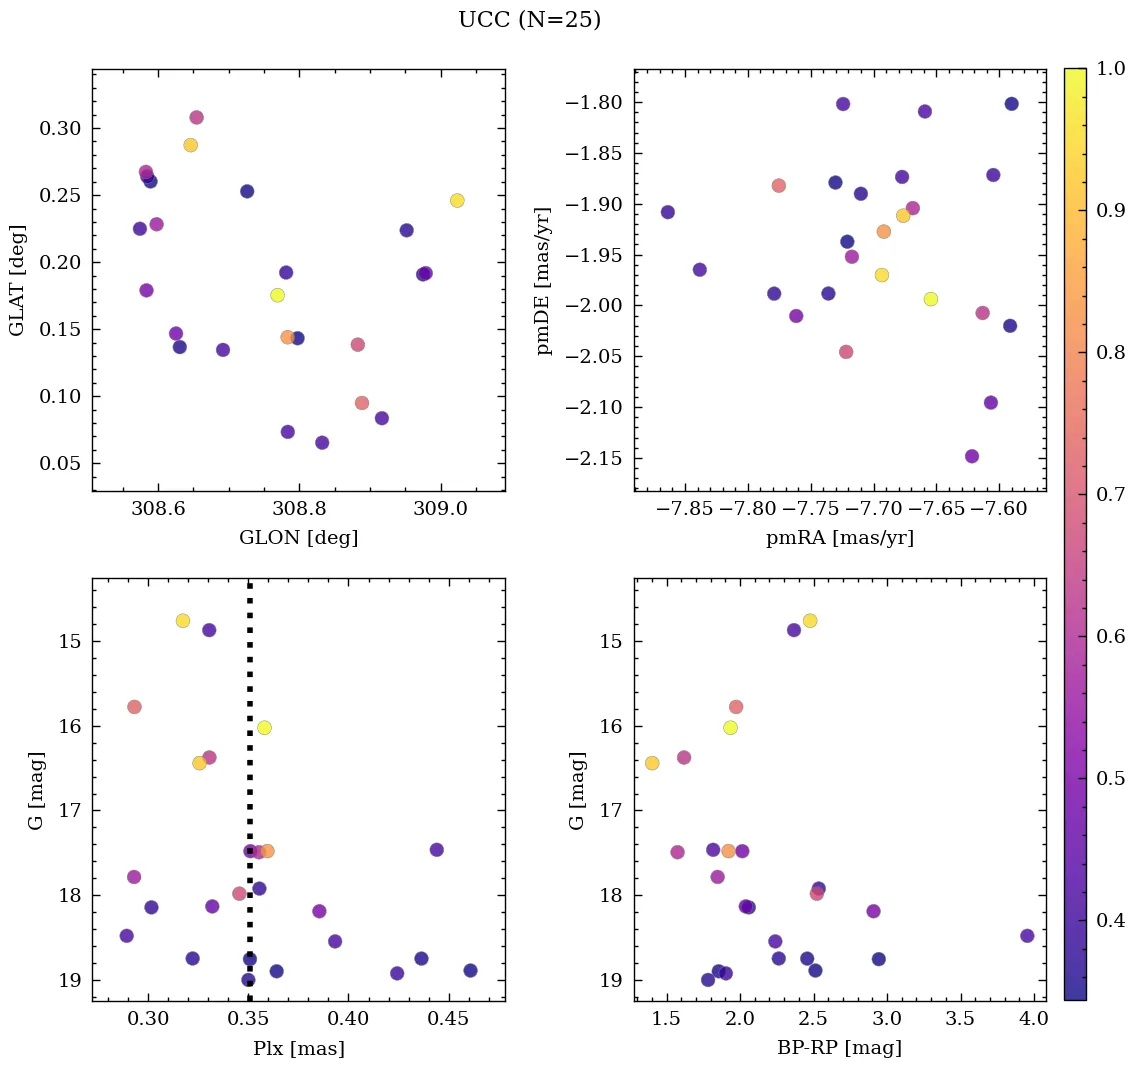 UCC (N=25)
0.30
0.25
0.20
0.15
0.10
0.05
GLAT [deg]
308.6 308.8 309.0
GLON [deg]
−1.80
−1.85
−1.90
−1.95
−2.00
−2.05
−2.10
−2.15
pmDE [mas/yr]
−7.85 −7.80 −7.75 −7.70 −7.65 −7.60
pmRA [mas/yr]
15
16
17
18
19
G [mag]
0.30 0.35 0.40 0.45
Plx [mas]
15
16
17
18
19
G [mag]
1.5 2.0 2.5 3.0 3.5 4.0
BP-RP [mag]
1.0
0.9
0.8
0.7
0.6
0.5
0.4